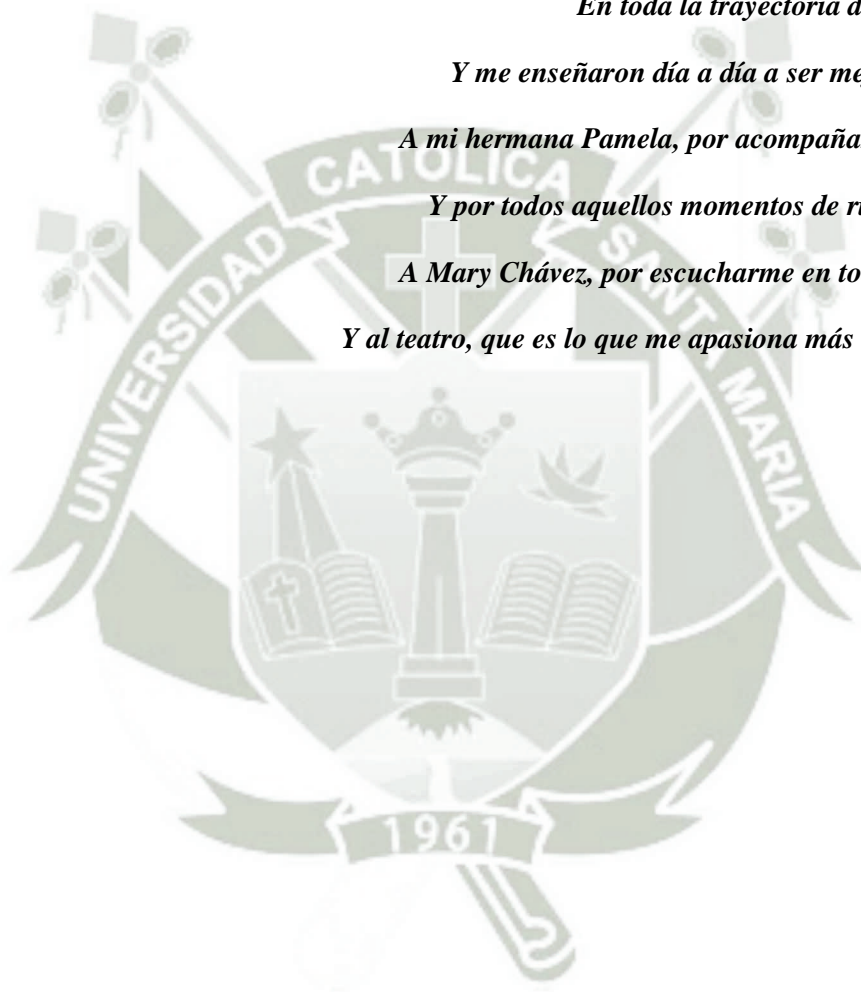 En toda la trayectoria d
Y me enseñaron día a día a ser me
A mi hermana Pamela, por acompaña
Y por todos aquellos momentos de ri
A Mary Chávez, por escucharme en to
Y al teatro, que es lo que me apasiona más
UNIVERSIDAD CATOLICA SANTA MARIA
1961